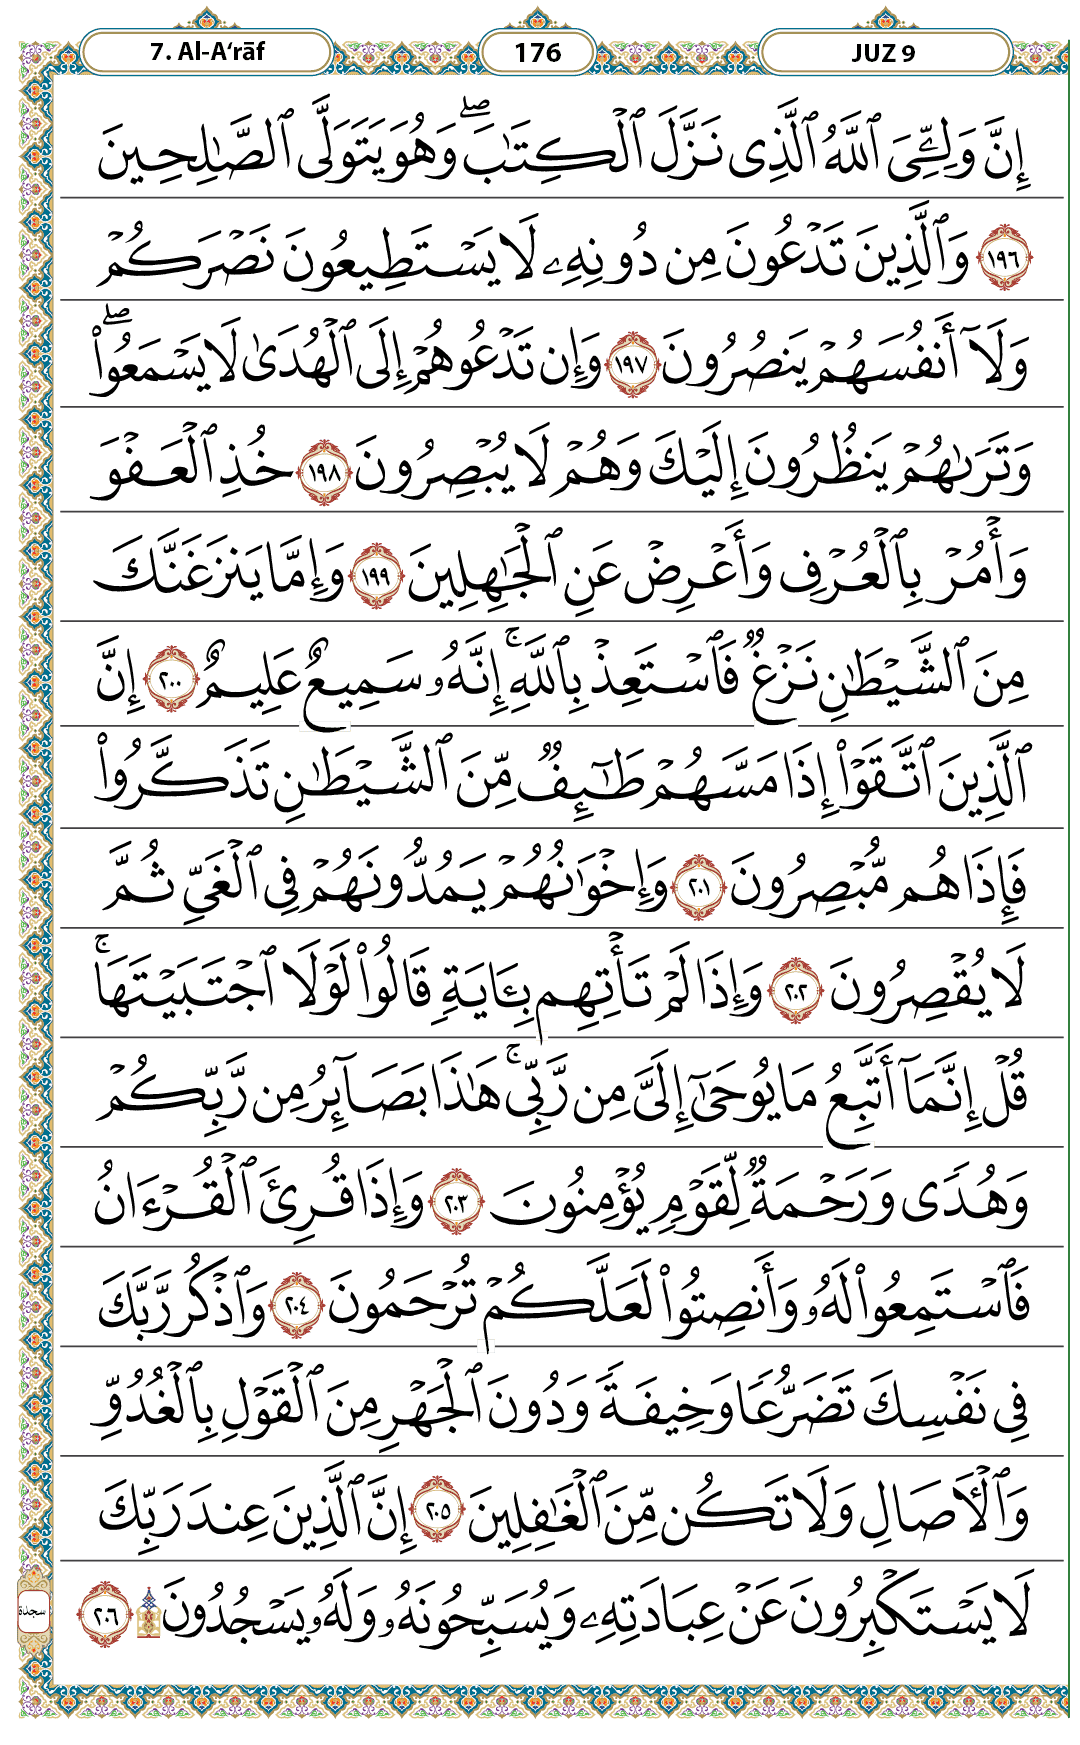 7. Al-A‘rāf 176 JUZ 9
إِنَّ وَلِـِّۧيَ ٱللَّهُ ٱلَّذِى نَزَّلَ ٱلْكِتَٰبَ ۖ وَهُوَ يَتَوَلَّى ٱلصَّٰلِحِينَ
١٩٦ وَٱلَّذِينَ تَدْعُونَ مِن دُونِهِۦ لَا يَسْتَطِيعُونَ نَصْرَكُمْ
وَلَآ أَنفُسَهُمْ يَنصُرُونَ ١٩٧ وَإِن تَدْعُوهُمْ إِلَى ٱلْهُدَىٰ لَا يَسْمَعُوا۟ ۖ
وَتَرَىٰهُمْ يَنظُرُونَ إِلَيْكَ وَهُمْ لَا يُبْصِرُونَ ١٩٨ خُذِ ٱلْعَفْوَ
وَأْمُرْ بِٱلْعُرْفِ وَأَعْرِضْ عَنِ ٱلْجَٰهِلِينَ ١٩٩ وَإِمَّا يَنزَغَنَّكَ
مِنَ ٱلشَّيْطَٰنِ نَزْغٌ فَٱسْتَعِذْ بِٱللَّهِ ۚ إِنَّهُۥ سَمِيعٌ عَلِيمٌ ٢٠٠ إِنَّ
ٱلَّذِينَ ٱتَّقَوْا۟ إِذَا مَسَّهُمْ طَٰٓئِفٌ مِّنَ ٱلشَّيْطَٰنِ تَذَكَّرُوا۟
فَإِذَا هُم مُّبْصِرُونَ ٢٠١ وَإِخْوَٰنُهُمْ يَمُدُّونَهُمْ فِى ٱلْغَىِّ ثُمَّ
لَا يُقْصِرُونَ ٢٠٢ وَإِذَا لَمْ تَأْتِهِم بِـَٔايَةٍ قَالُوا۟ لَوْلَا ٱجْتَبَيْتَهَا ۚ
قُلْ إِنَّمَآ أَتَّبِعُ مَا يُوحَىٰٓ إِلَىَّ مِن رَّبِّى ۚ هَٰذَا بَصَآئِرُ مِن رَّبِّكُمْ
وَهُدًى وَرَحْمَةٌ لِّقَوْمٍ يُؤْمِنُونَ ٢٠٣ وَإِذَا قُرِئَ ٱلْقُرْءَانُ
فَٱسْتَمِعُوا۟ لَهُۥ وَأَنصِتُوا۟ لَعَلَّكُمْ تُرْحَمُونَ ٢٠٤ وَٱذْكُر رَّبَّكَ
فِى نَفْسِكَ تَضَرُّعًا وَخِيفَةً وَدُونَ ٱلْجَهْرِ مِنَ ٱلْقَوْلِ بِٱلْغُدُوِّ
وَٱلْـَٔاصَالِ وَلَا تَكُن مِّنَ ٱلْغَٰفِلِينَ ٢٠٥ إِنَّ ٱلَّذِينَ عِندَ رَبِّكَ
لَا يَسْتَكْبِرُونَ عَنْ عِبَادَتِهِۦ وَيُسَبِّحُونَهُۥ وَلَهُۥ يَسْجُدُونَ ۩ ٢٠٦
سجدة